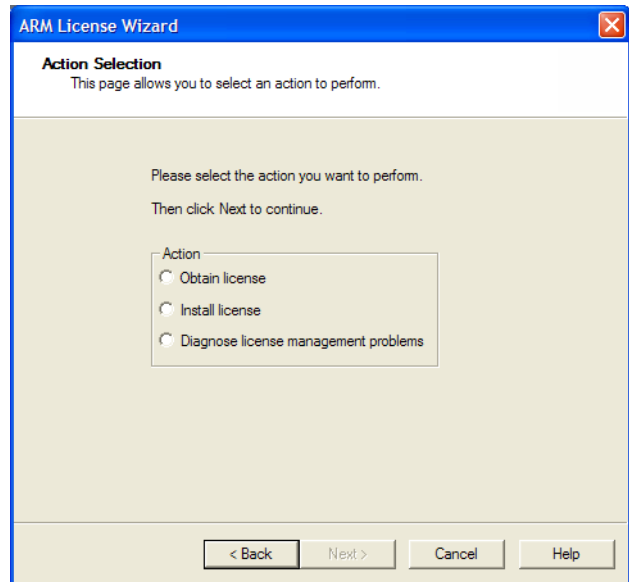 ARM License Wizard
Action Selection
This page allows you to select an action to perform.
Please select the action you want to perform.
Then click Next to continue.
Action
Obtain license
Install license
Diagnose license management problems
< Back Next > Cancel Help